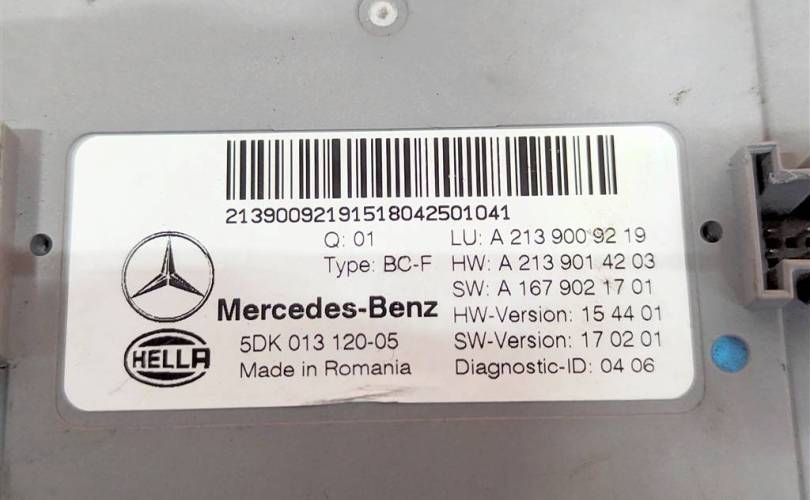 21390092191518042501041
Q: 01 LU: A 213 900 92 19
Type: BC-F HW: A 213 901 42 03
SW: A 167 902 17 01
Mercedes-Benz HW-Version: 15 44 01
5DK 013 120-05 SW-Version: 17 02 01
HELLA
Made in Romania Diagnostic-ID: 04 06